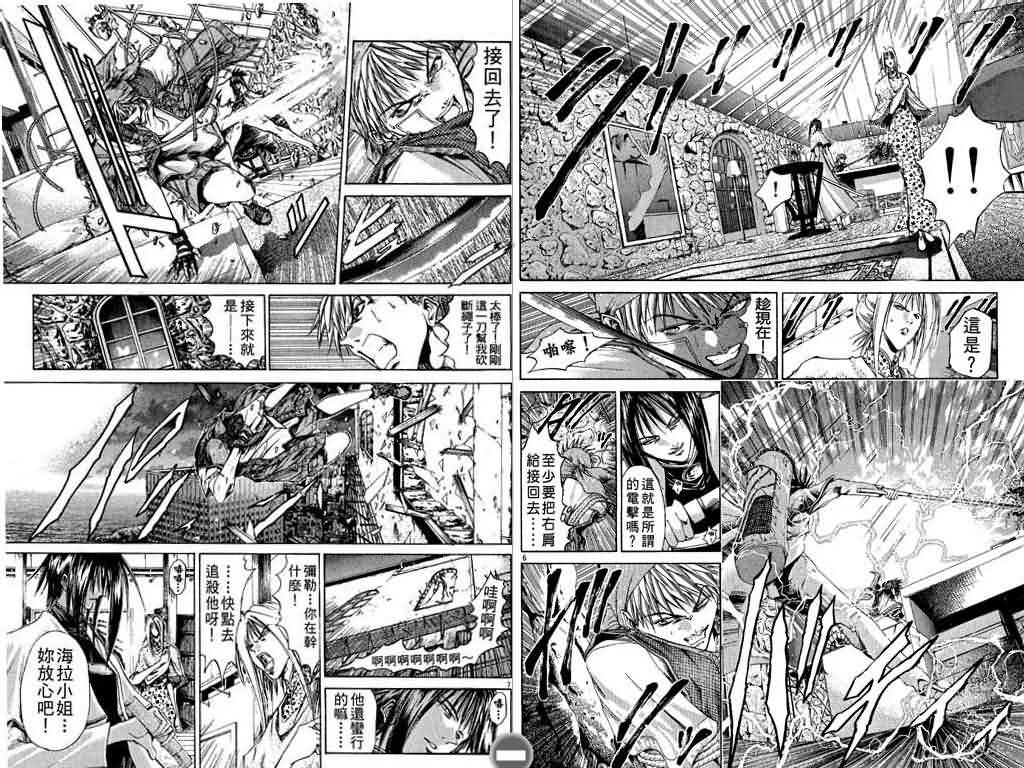 ！！
！
這是？
趁現在！
啪嚓！
這就是所謂
的電擊嗎？
至少要把右肩
給接回去……
6
接回去了！
太棒了！剛剛
這一刀幫我砍
斷繩子了！
接下來就
是……
哇啊啊啊
啊啊啊啊啊啊啊～
7
他還蠻行
的嘛……
彌勒…你在幹
什麼！
……快點去
追殺他呀！
海拉小姐…
妳放心吧！